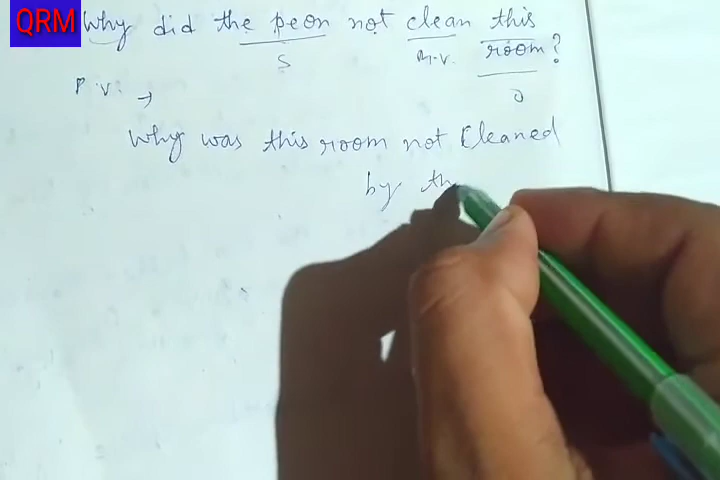 QRM
Why did the peon not clean this
room?
S M.V. O
P.V. →
Why was this room not cleaned
by th